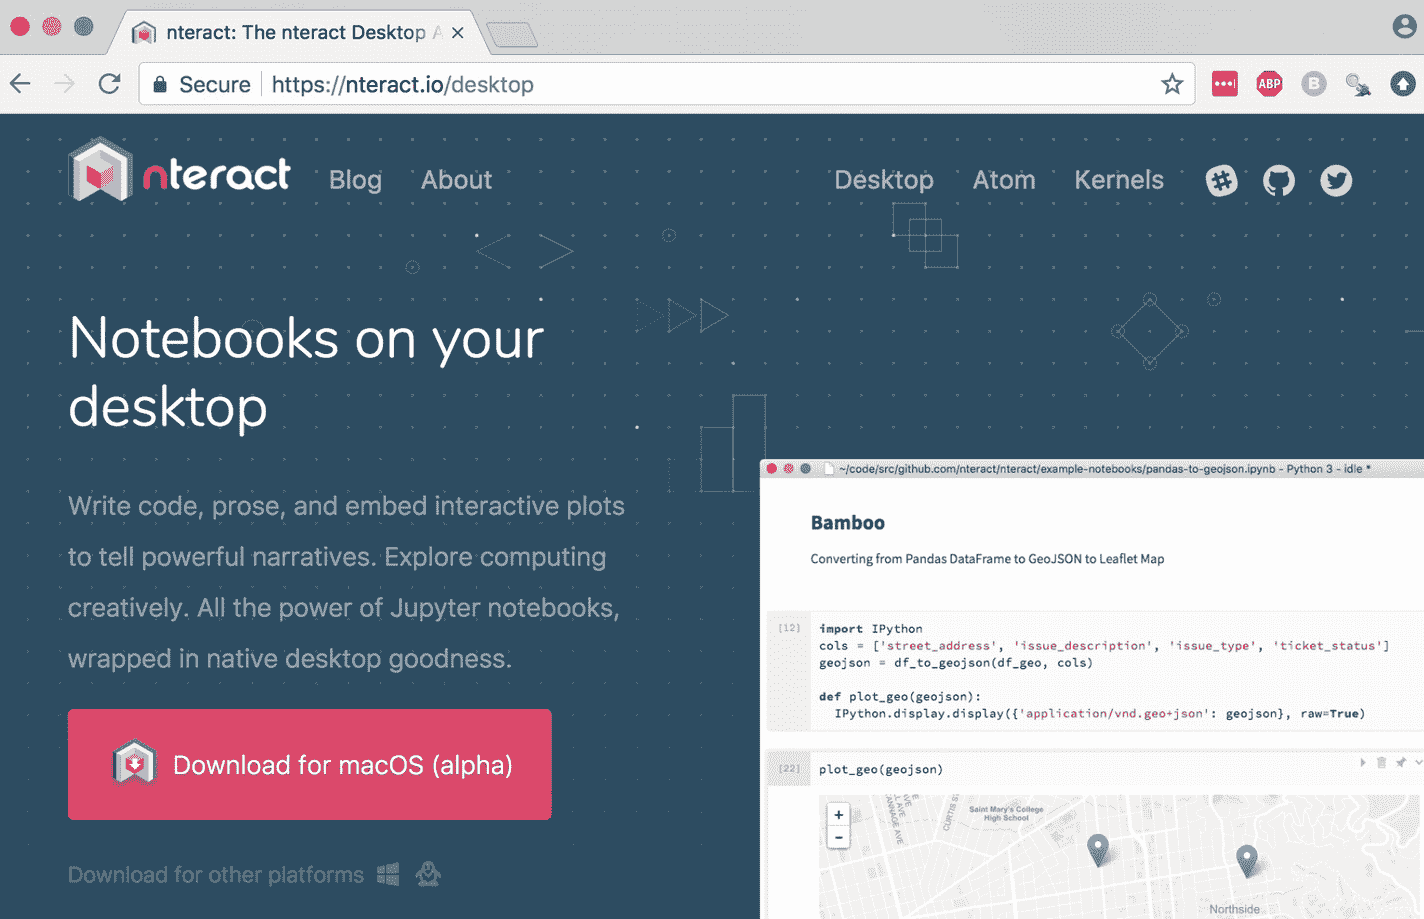 nteract: The nteract Desktop A
Secure
https://nteract.io/desktop
ABP
B
nteract
Blog
About
Desktop
Atom
Kernels
Notebooks on your
desktop
Write code, prose, and embed interactive plots
to tell powerful narratives. Explore computing
creatively. All the power of Jupyter notebooks,
wrapped in native desktop goodness.
Download for macOS (alpha)
Download for other platforms
~/code/src/github.com/nteract/nteract/example-notebooks/pandas-to-geojson.ipynb - Python 3 - idle *
Bamboo
Converting from Pandas DataFrame to GeoJSON to Leaflet Map
[12]
import IPython
cols = ['street_address', 'issue_description', 'issue_type', 'ticket_status']
geojson = df_to_geojson(df_geo, cols)
def plot_geo(geojson):
IPython.display.display({'application/vnd.geo+json': geojson}, raw=True)
[22]
plot_geo(geojson)
+
-
CURTIS ST
Saint Mary's College
High School
Northside